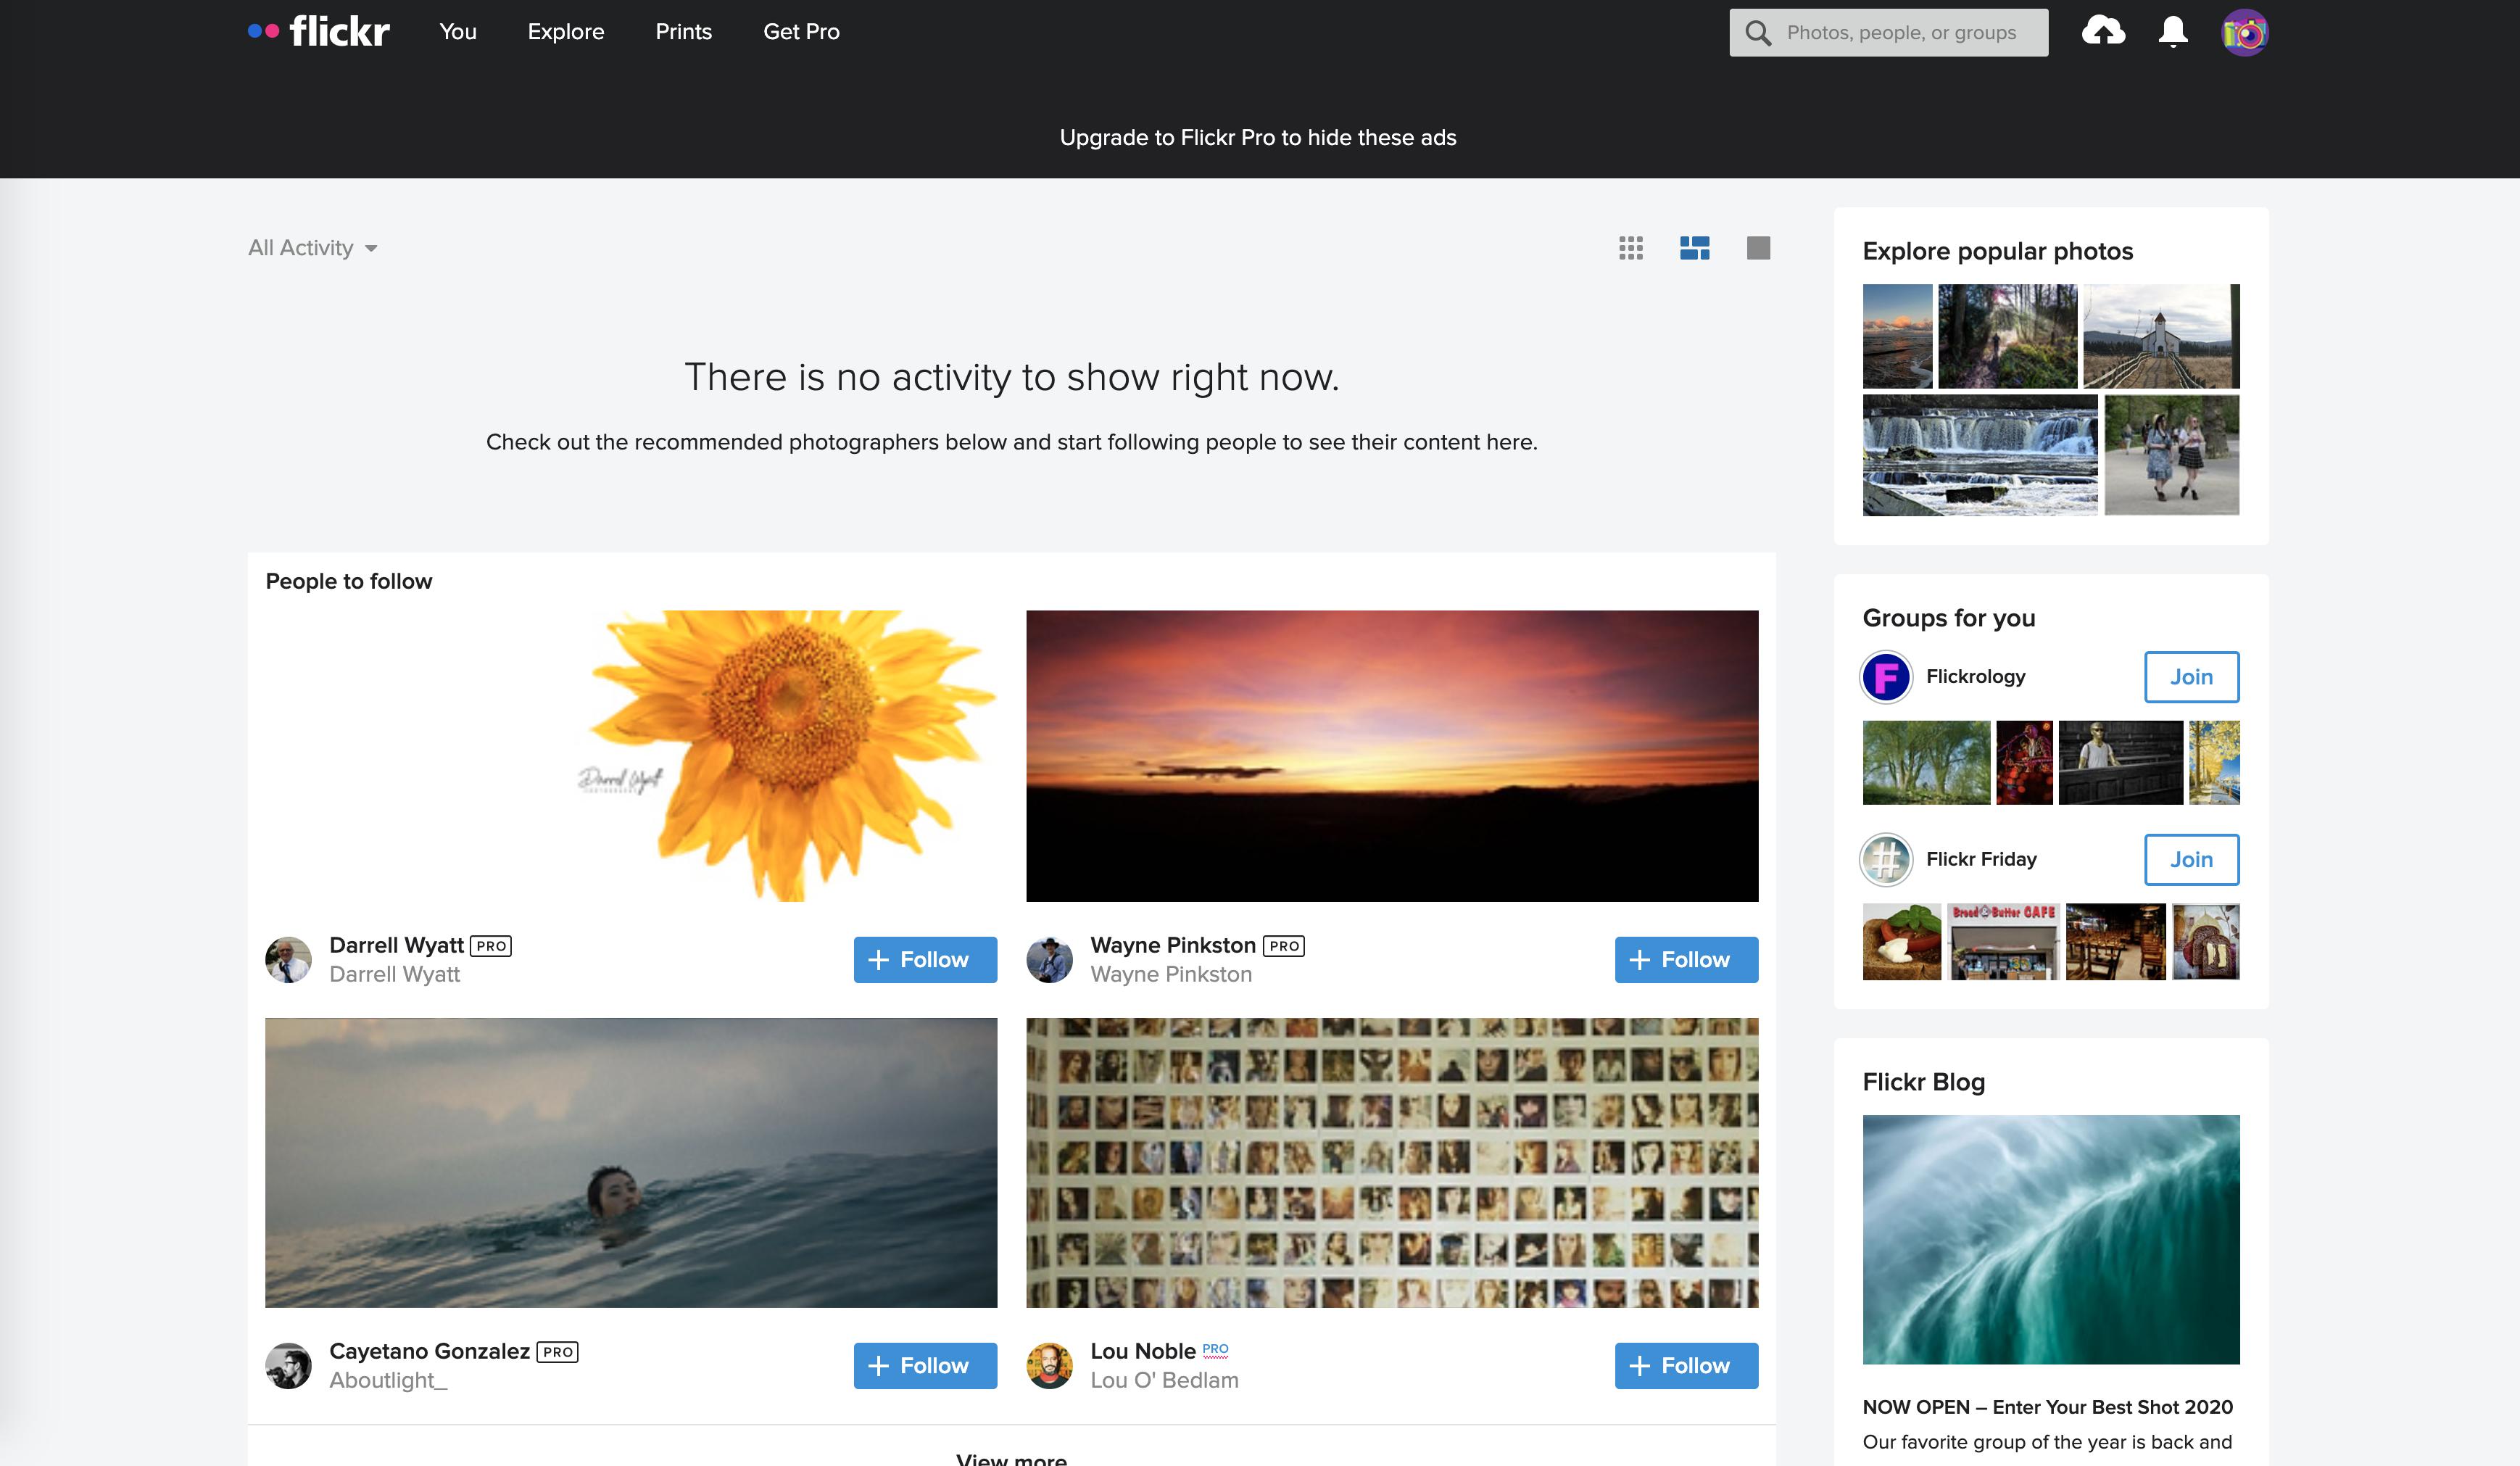 flickr
You
Explore
Prints
Get Pro
Photos, people, or groups
Upgrade to Flickr Pro to hide these ads
All Activity
There is no activity to show right now.
Check out the recommended photographers below and start following people to see their content here.
People to follow
Darrell Wyatt
PHOTOGRAPHY
Darrell Wyatt PRO
Darrell Wyatt
+ Follow
Wayne Pinkston PRO
Wayne Pinkston
+ Follow
Cayetano Gonzalez PRO
Aboutlight_
+ Follow
Lou Noble PRO
Lou O' Bedlam
+ Follow
View more
Explore popular photos
Groups for you
F
Flickrology
Join
#
Flickr Friday
Join
Bread & Butter CAFE
Flickr Blog
NOW OPEN – Enter Your Best Shot 2020
Our favorite group of the year is back and